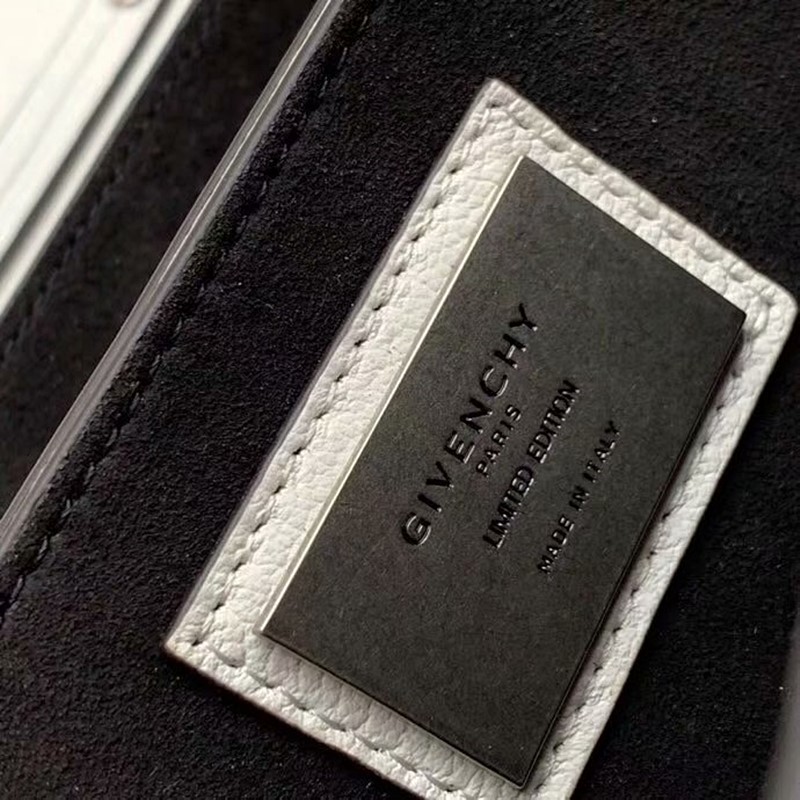 GIVENCHY
PARIS
LIMITED EDITION
MADE IN ITALY